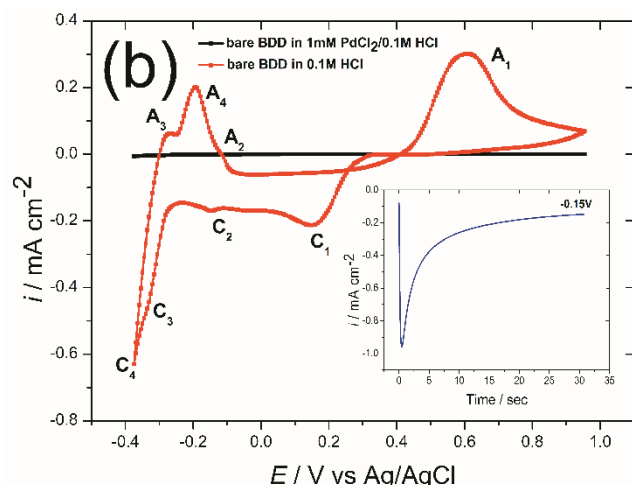 (b)
bare BDD in 1mM PdCl2/0.1M HCl
bare BDD in 0.1M HCl
A1
A3
A4
A2
C2
C1
C3
C4
0.4
0.2
0.0
-0.2
-0.4
-0.6
-0.8
i / mA cm-2
-0.4 -0.2 0.0 0.2 0.4 0.6 0.8 1.0
E / V vs Ag/AgCl
-0.15V
0.0
-0.2
-0.4
-0.6
-0.8
-1.0
i / mA cm-2
0 5 10 15 20 25 30 35
Time / sec